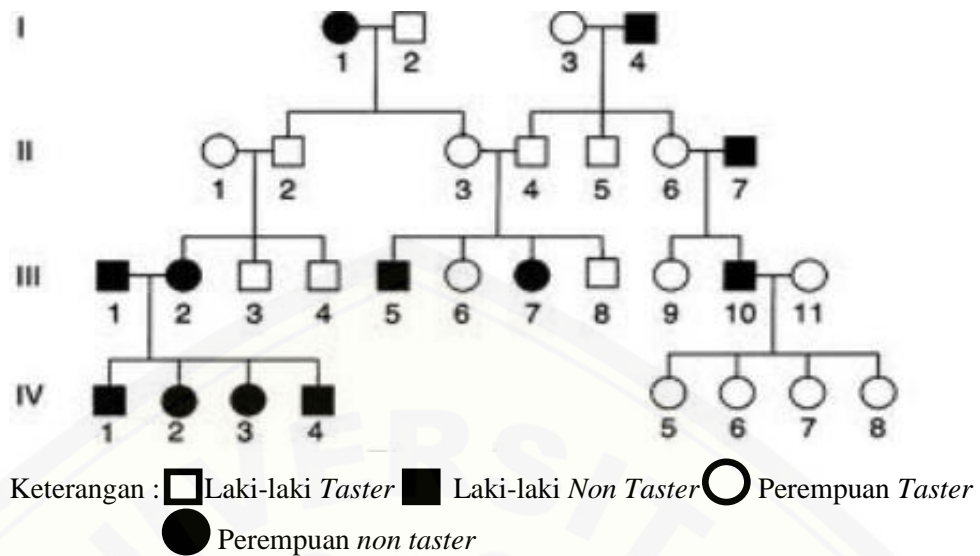 I
1 2 3 4
II
1 2 3 4 5 6 7
III
1 2 3 4 5 6 7 8 9 10 11
IV
1 2 3 4 5 6 7 8
Keterangan : Laki-laki Taster Laki-laki Non Taster Perempuan Taster
Perempuan non taster